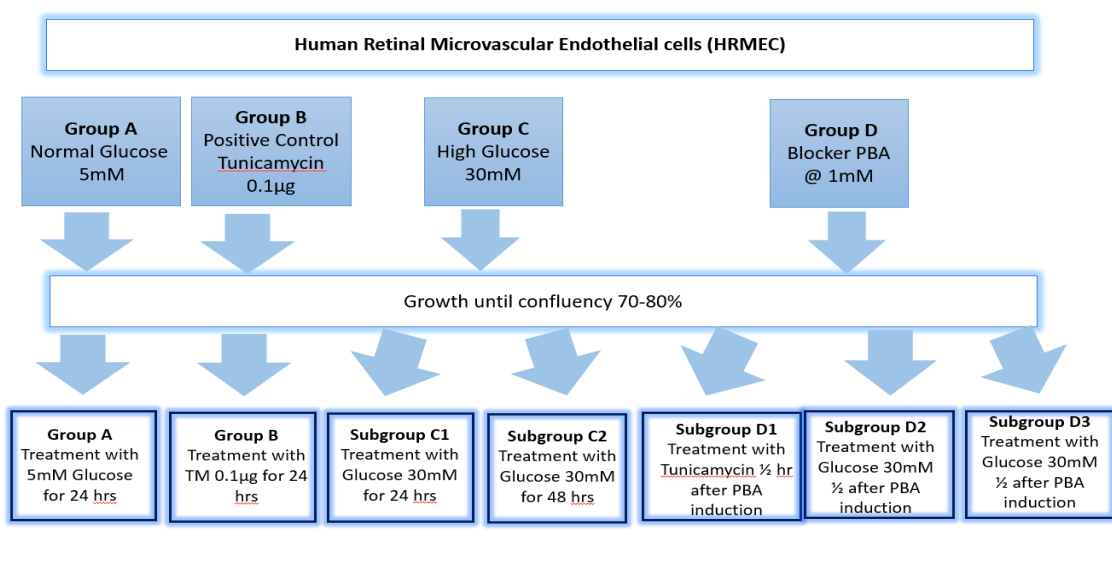 Human Retinal Microvascular Endothelial cells (HRMEC)
Group A
Normal Glucose
5mM
Group B
Positive Control
Tunicamycin
0.1µg
Group C
High Glucose
30mM
Group D
Blocker PBA
@ 1mM
Growth until confluency 70-80%
Group A
Treatment with
5mM Glucose
for 24 hrs
Group B
Treatment with
TM 0.1µg for 24
hrs
Subgroup C1
Treatment with
Glucose 30mM
for 24 hrs
Subgroup C2
Treatment with
Glucose 30mM
for 48 hrs
Subgroup D1
Treatment with
Tunicamycin ½ hr
after PBA
induction
Subgroup D2
Treatment with
Glucose 30mM
½ after PBA
induction
Subgroup D3
Treatment with
Glucose 30mM
½ after PBA
induction